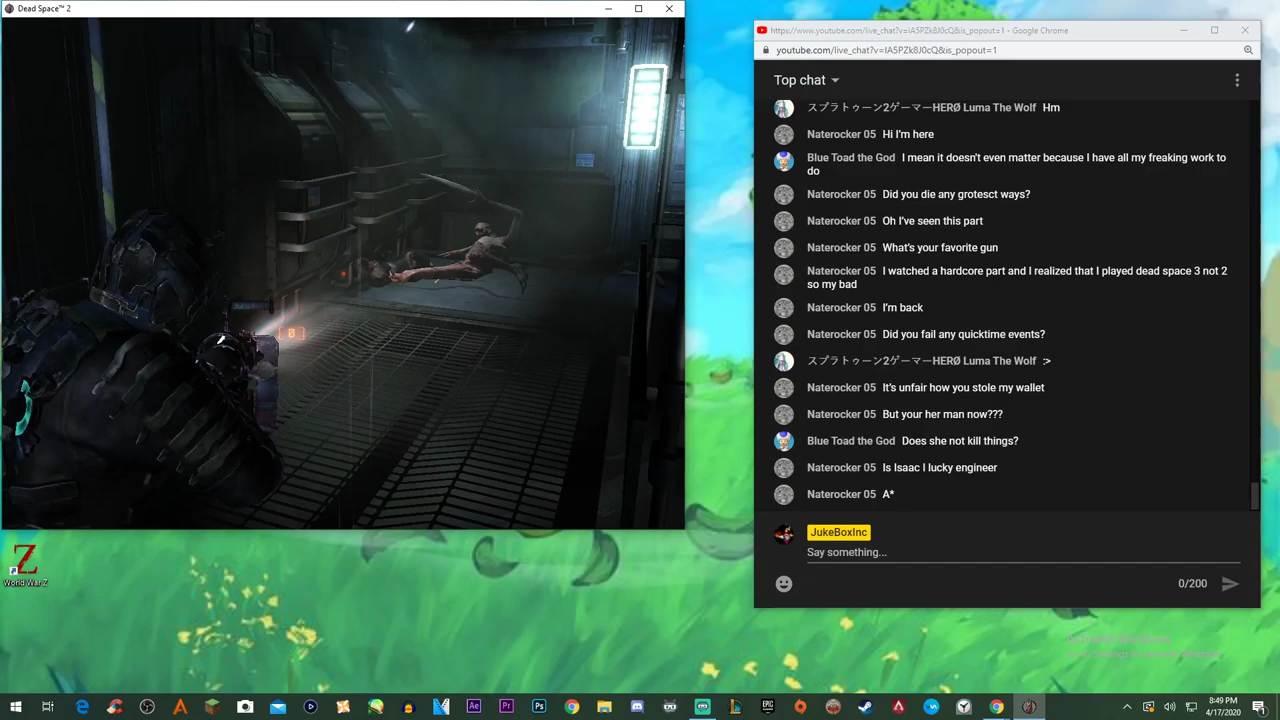 Dead Space™ 2
https://www.youtube.com/live_chat?v=IA5PZk8J0cQ&is_popout=1 - Google Chrome
youtube.com/live_chat?v=IA5PZk8J0cQ&is_popout=1
Top chat
スプラトゥーン2ゲーマーHERØ Luma The Wolf Hm
Naterocker 05 Hi I'm here
Blue Toad the God I mean it doesn't even matter because I have all my freaking work to
do
Naterocker 05 Did you die any grotesct ways?
Naterocker 05 Oh I've seen this part
Naterocker 05 What's your favorite gun
Naterocker 05 I watched a hardcore part and I realized that I played dead space 3 not 2
so my bad
Naterocker 05 I'm back
Naterocker 05 Did you fail any quicktime events?
スプラトゥーン2ゲーマーHERØ Luma The Wolf :>
Naterocker 05 It's unfair how you stole my wallet
Naterocker 05 But your her man now???
Blue Toad the God Does she not kill things?
Naterocker 05 Is Isaac I lucky engineer
Naterocker 05 A*
JukeBoxInc
Say something...
0/200
0
World War Z
Ae
Pr
Ps
EPIC
8:49 PM
4/17/2020